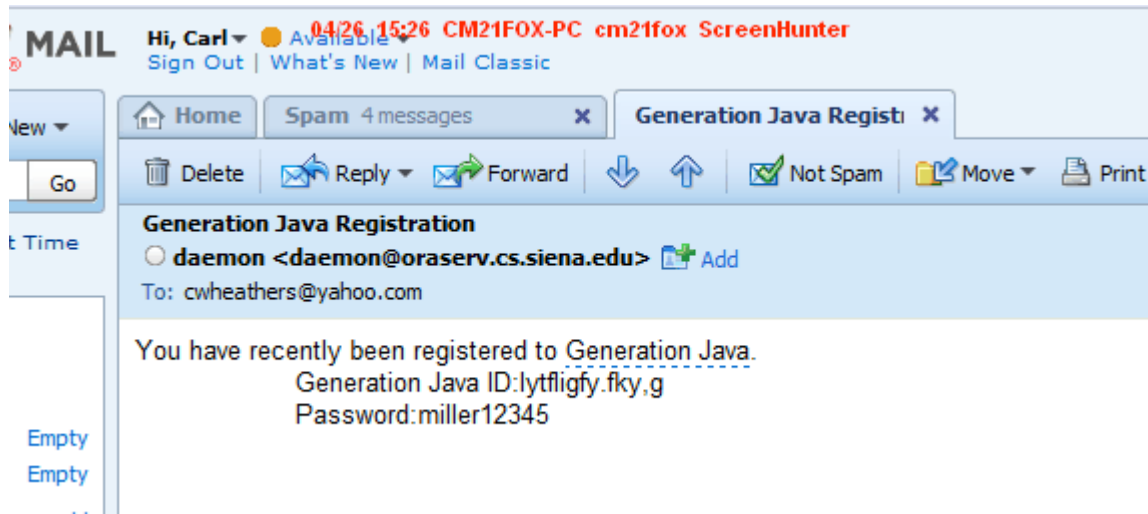 04/26 15:26 CM21FOX-PC cm21fox ScreenHunter
MAIL
Hi, Carl Available
Sign Out | What's New | Mail Classic
New
Home
Spam 4 messages
Generation Java Regist
Go
Delete
Reply
Forward
Not Spam
Move
Print
t Time
Generation Java Registration
daemon <daemon@oraserv.cs.siena.edu> Add
To: cwheathers@yahoo.com
You have recently been registered to Generation Java.
Generation Java ID:lytfligfy.fky,g
Password:miller12345
Empty
Empty